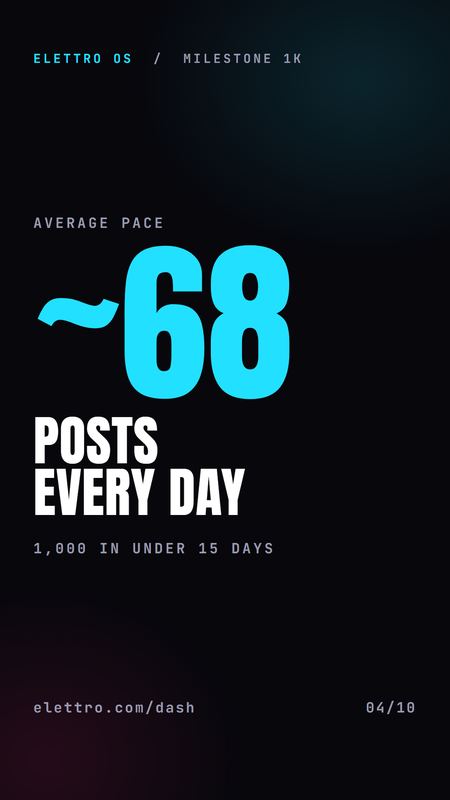 ELETTRO OS / MILESTONE 1K
AVERAGE PACE
~68
POSTS
EVERY DAY
1,000 IN UNDER 15 DAYS
elettro.com/dash 04/10